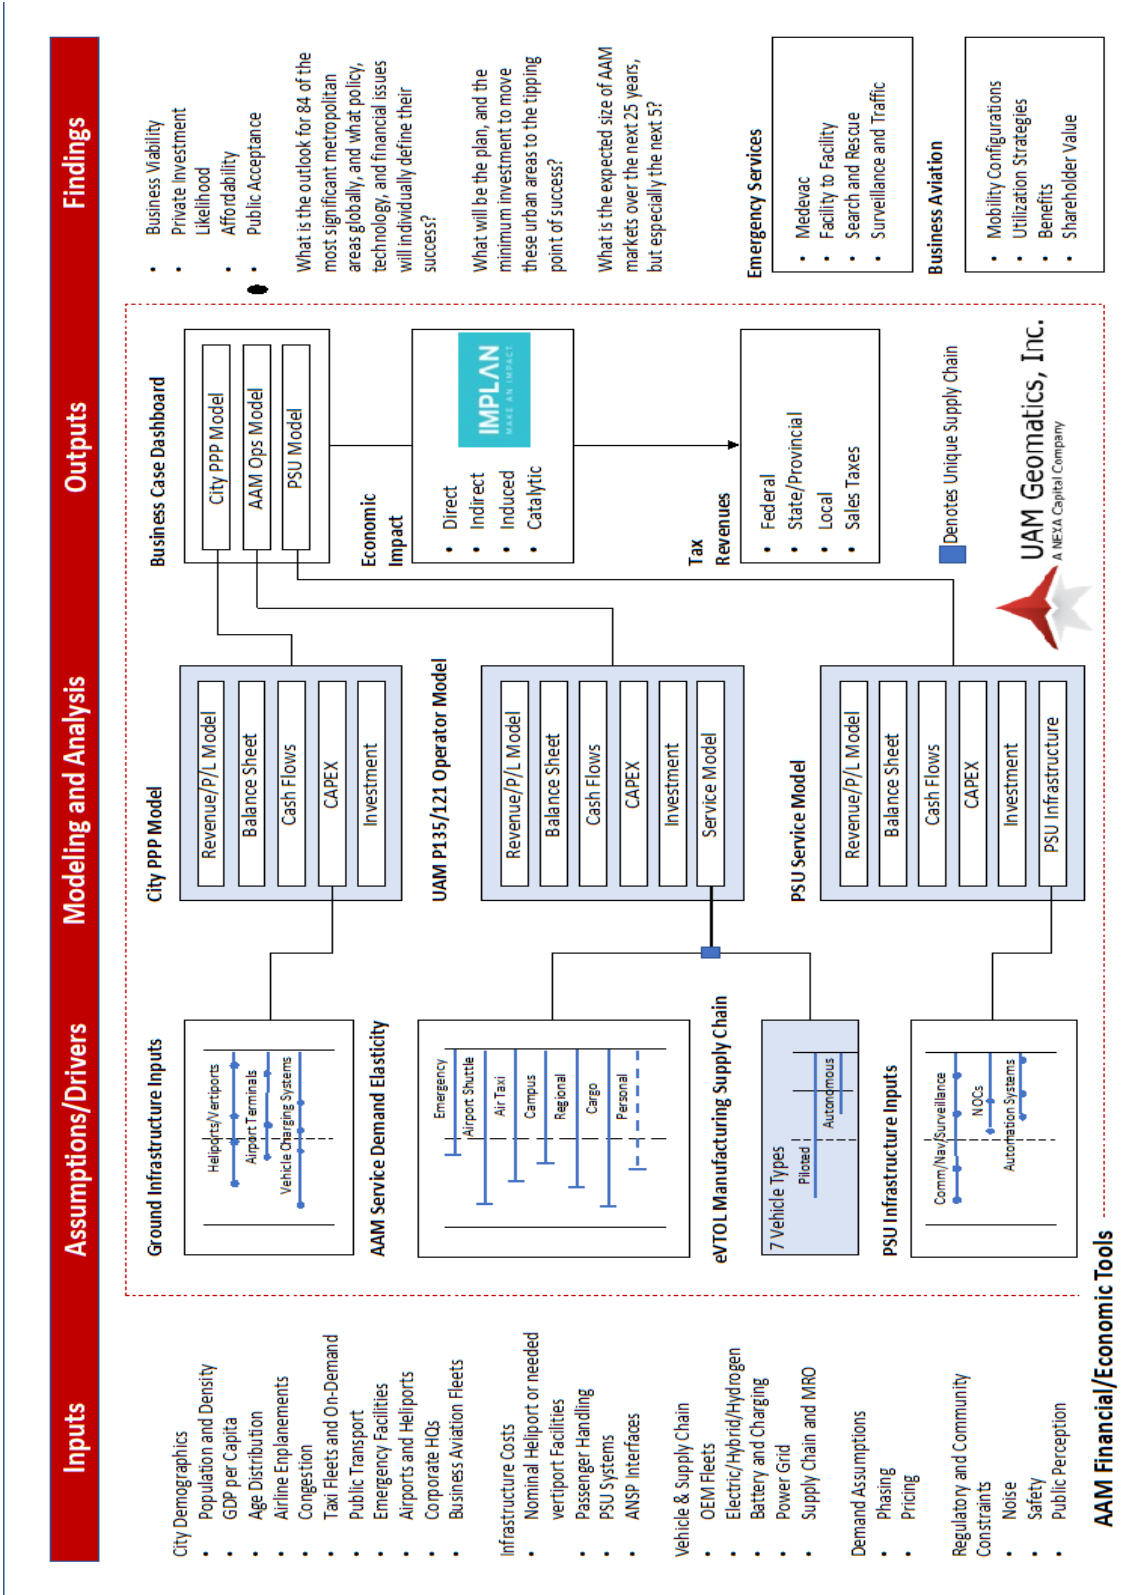 Inputs
Assumptions/Drivers
Modeling and Analysis
Outputs
Findings
City Demographics
• Population and Density
• GDP per Capita
• Age Distribution
• Airline Enplanements
• Congestion
• Taxi Fleets and On-Demand
• Public Transport
• Emergency Facilities
• Airports and Heliports
• Corporate HQs
• Business Aviation Fleets
Infrastructure Costs
• Nominal Heliport or needed
vertiport Facilities
• Passenger Handling
• PSU Systems
• ANSP Interfaces
Vehicle & Supply Chain
• OEM Fleets
• Electric/Hybrid/Hydrogen
• Battery and Charging
• Power Grid
• Supply Chain and MRO
Demand Assumptions
• Phasing
• Pricing
Regulatory and Community
Constraints
• Noise
• Safety
• Public Perception
Ground Infrastructure Inputs
Heliports/Vertiports
Airport Terminals
Vehicle Charging Systems
AAM Service Demand Elasticity
Emergency
Airport Shuttle
Air Taxi
Campus
Regional
Cargo
Personal
eVTOL Manufacturing Supply Chain
7 Vehicle Types
Piloted
Autonomous
PSU Infrastructure Inputs
Comm/Nav/Surveillance
NOCs
Automation Systems
City PPP Model
Revenue/P/L Model
Balance Sheet
Cash Flows
CAPEX
Investment
UAM P135/121 Operator Model
Revenue/P/L Model
Balance Sheet
Cash Flows
CAPEX
Investment
Service Model
PSU Service Model
Revenue/P/L Model
Balance Sheet
Cash Flows
CAPEX
Investment
PSU Infrastructure
Business Case Dashboard
City PPP Model
AAM Ops Model
PSU Model
Economic
Impact
• Direct
• Indirect
• Induced
• Catalytic
IMPLAN
MAKE AN IMPACT
Tax
Revenues
• Federal
• State/Provincial
• Local
• Sales Taxes
Denotes Unique Supply Chain
UAM Geomatics, Inc.
A NEXA Capital Company
• Business Viability
• Private Investment
Likelihood
• Affordability
• Public Acceptance
What is the outlook for 84 of the
most significant metropolitan
areas globally, and what policy,
technology, and financial issues
will individually define their
success?
What will be the plan, and the
minimum investment to move
these urban areas to the tipping
point of success?
What is the expected size of AAM
markets over the next 25 years,
but especially the next 5?
Emergency Services
• Medevac
• Facility to Facility
• Search and Rescue
• Surveillance and Traffic
Business Aviation
• Mobility Configurations
• Utilization Strategies
• Benefits
• Shareholder Value
AAM Financial/Economic Tools